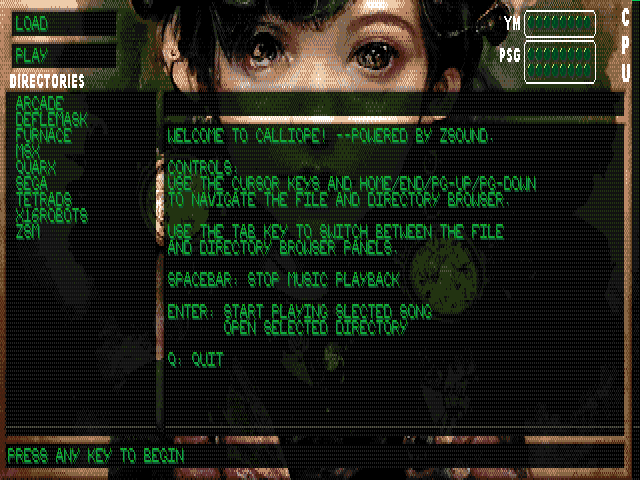 LOAD
PLAY
YM
PSG
CPU
DIRECTORIES
ARCADE
DEFLEMASK
FURNACE
MSX
QUARX
SEGA
TETRADS
X16ROBOTS
ZSM
WELCOME TO CALLIOPE! --POWERED BY ZSOUND.
CONTROLS:
USE THE CURSOR KEYS AND HOME/END/PG-UP/PG-DOWN
TO NAVIGATE THE FILE AND DIRECTORY BROWSER.
USE THE TAB KEY TO SWITCH BETWEEN THE FILE
AND DIRECTORY BROWSER PANELS.
SPACEBAR: STOP MUSIC PLAYBACK
ENTER: START PLAYING SLECTED SONG
OPEN SELECTED DIRECTORY
Q: QUIT
PRESS ANY KEY TO BEGIN